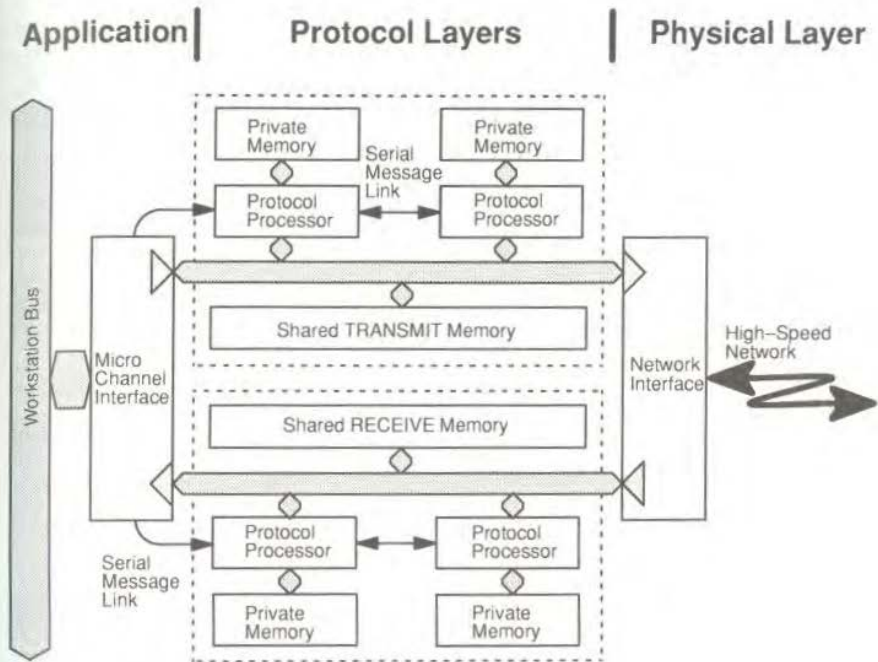 Application
Protocol Layers
Physical Layer
Private
Memory
Private
Memory
Serial
Message
Link
Protocol
Processor
Protocol
Processor
Shared TRANSMIT Memory
Workstation Bus
Micro
Channel
Interface
Network
Interface
High–Speed
Network
Shared RECEIVE Memory
Protocol
Processor
Protocol
Processor
Serial
Message
Link
Private
Memory
Private
Memory